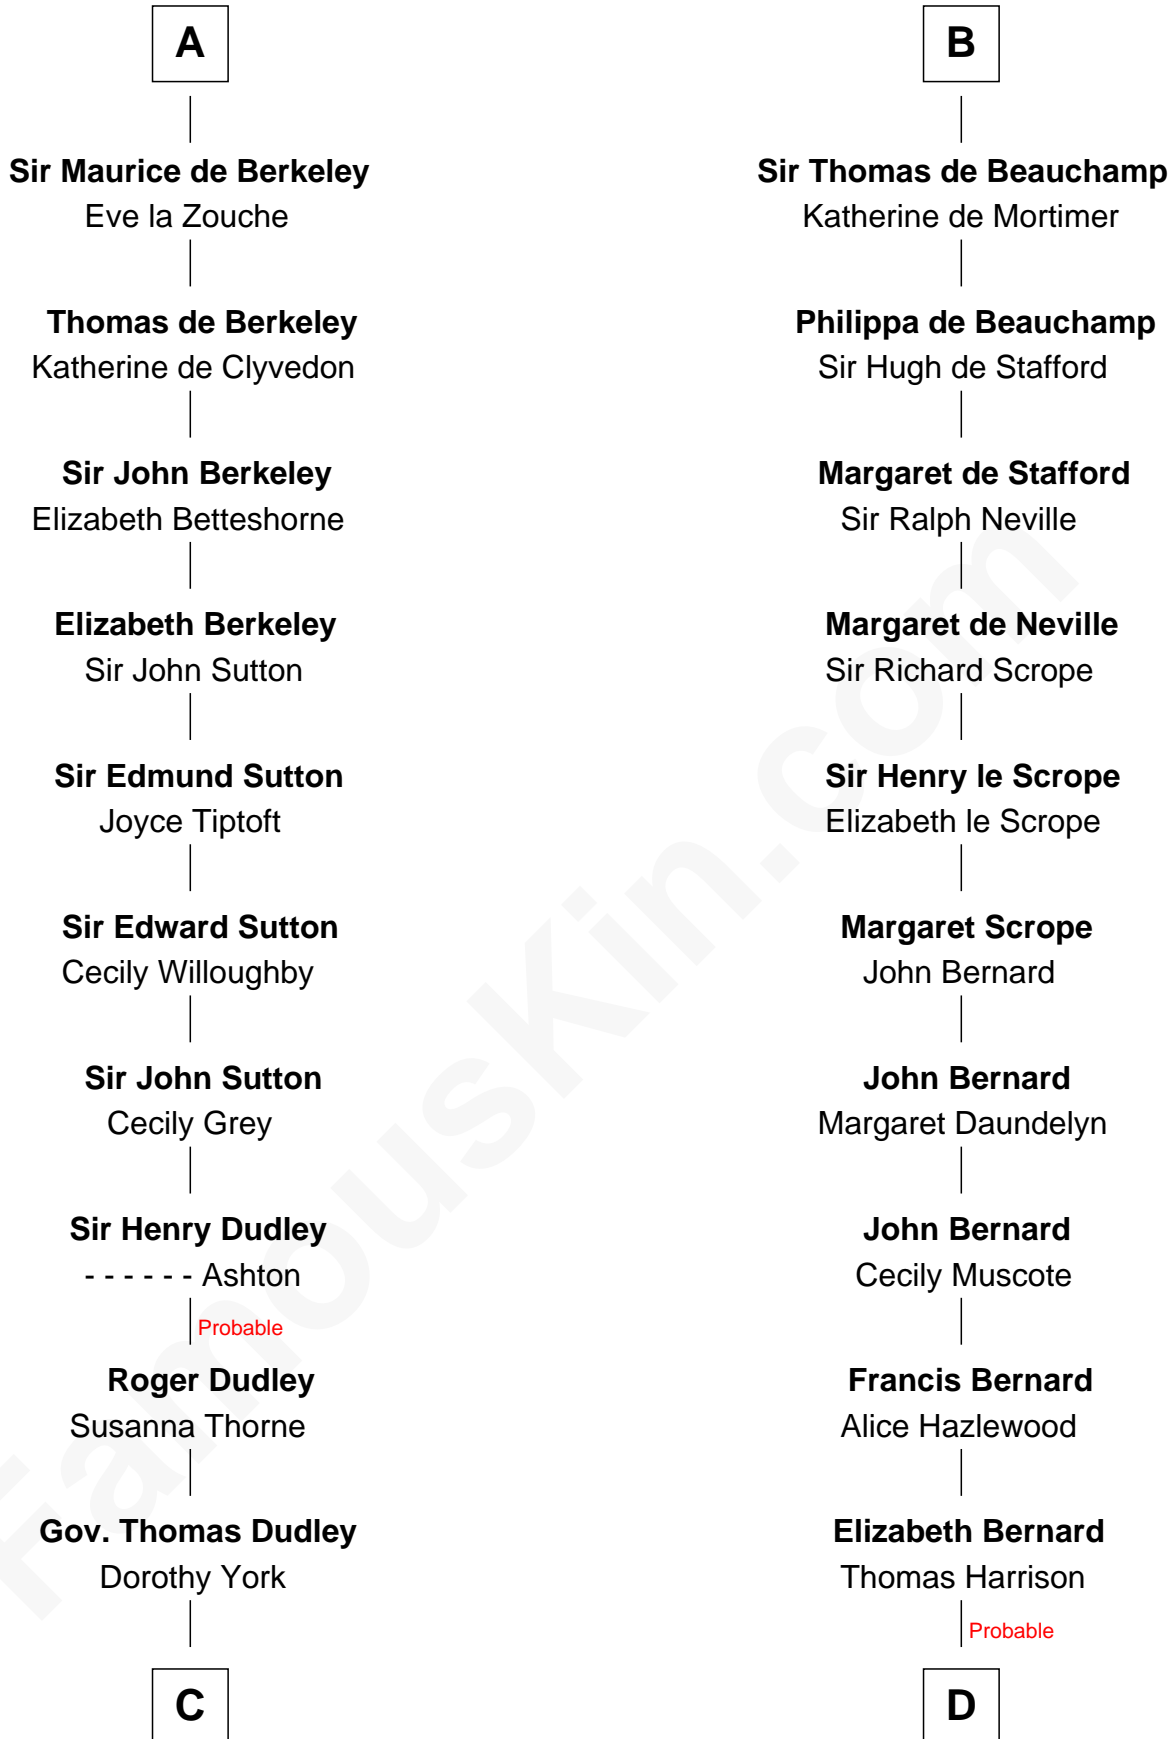 A
Sir Maurice de Berkeley
Eve la Zouche
Thomas de Berkeley
Katherine de Clyvedon
Sir John Berkeley
Elizabeth Betteshorne
Elizabeth Berkeley
Sir John Sutton
Sir Edmund Sutton
Joyce Tiptoft
Sir Edward Sutton
Cecily Willoughby
Sir John Sutton
Cecily Grey
Sir Henry Dudley
- - - - - - Ashton
Probable
Roger Dudley
Susanna Thorne
Gov. Thomas Dudley
Dorothy York
C
B
Sir Thomas de Beauchamp
Katherine de Mortimer
Philippa de Beauchamp
Sir Hugh de Stafford
Margaret de Stafford
Sir Ralph Neville
Margaret de Neville
Sir Richard Scrope
Sir Henry le Scrope
Elizabeth le Scrope
Margaret Scrope
John Bernard
John Bernard
Margaret Daundelyn
John Bernard
Cecily Muscote
Francis Bernard
Alice Hazlewood
Elizabeth Bernard
Thomas Harrison
Probable
D
FamousKin.com